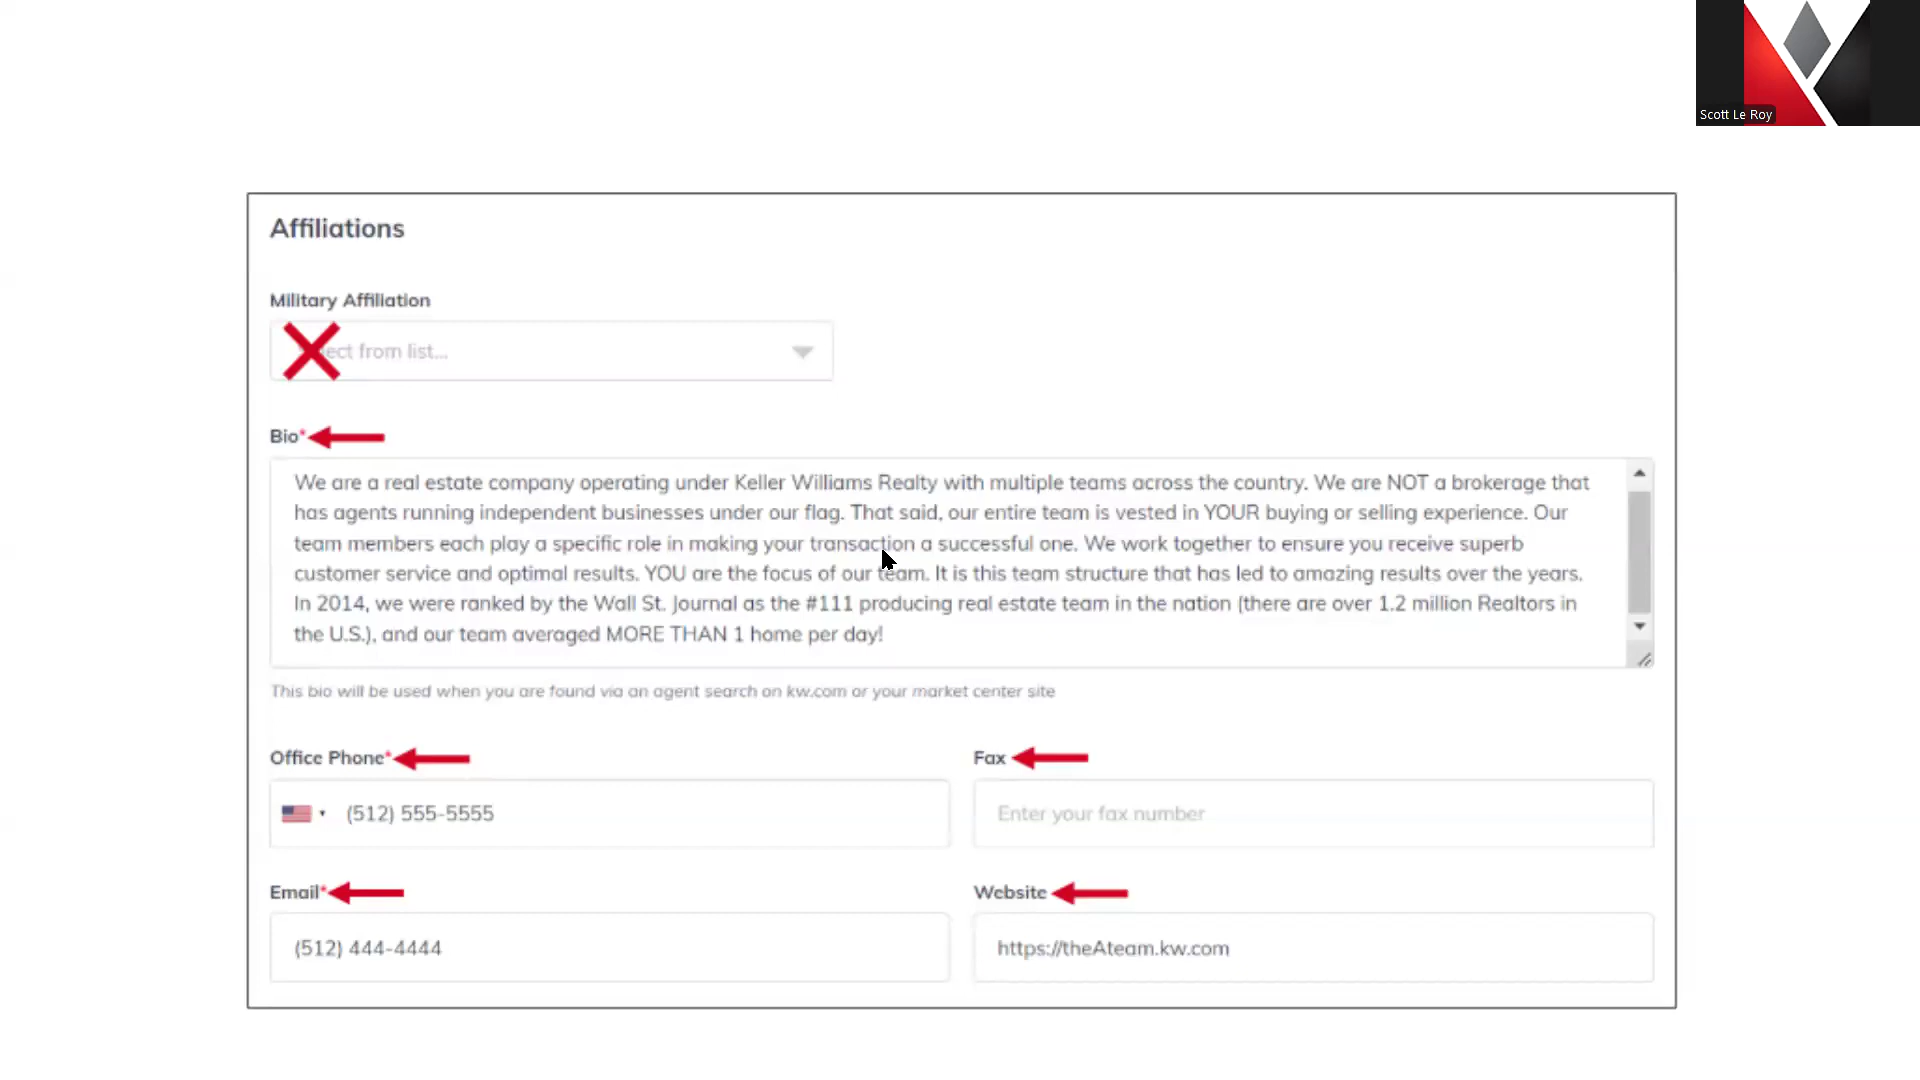 Scott Le Roy
Affiliations
Military Affiliation
ect from list...
Bio*
We are a real estate company operating under Keller Williams Realty with multiple teams across the country. We are NOT a brokerage that
has agents running independent businesses under our flag. That said, our entire team is vested in YOUR buying or selling experience. Our
team members each play a specific role in making your transaction a successful one. We work together to ensure you receive superb
customer service and optimal results. YOU are the focus of our team. It is this team structure that has led to amazing results over the years.
In 2014, we were ranked by the Wall St. Journal as the #111 producing real estate team in the nation (there are over 1.2 million Realtors in
the U.S.), and our team averaged MORE THAN 1 home per day!
This bio will be used when you are found via an agent search on kw.com or your market center site
Office Phone* Fax
(512) 555-5555 Enter your fax number
Email* Website
(512) 444-4444 https://theAteam.kw.com